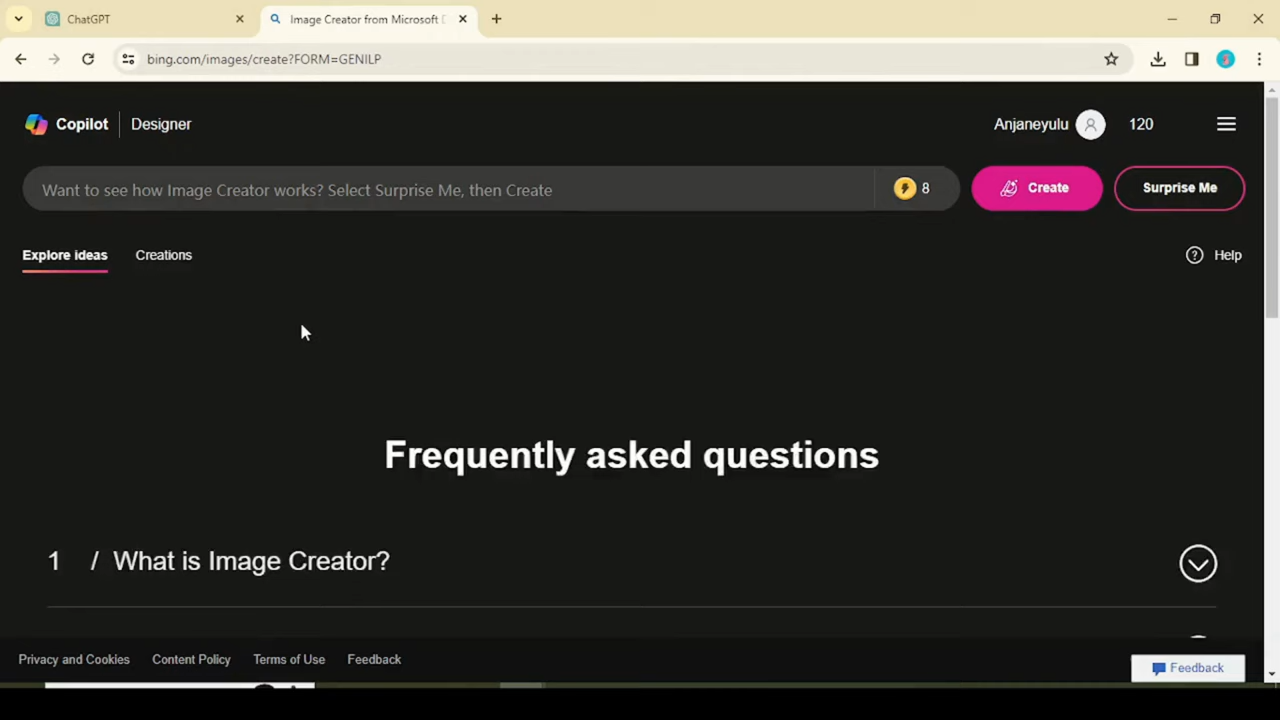 ChatGPT
Image Creator from Microsoft D
bing.com/images/create?FORM=GENILP
Copilot
Designer
Anjaneyulu
120
Want to see how Image Creator works? Select Surprise Me, then Create
8
Create
Surprise Me
Explore ideas
Creations
Help
Frequently asked questions
1 / What is Image Creator?
Privacy and Cookies
Content Policy
Terms of Use
Feedback
Feedback